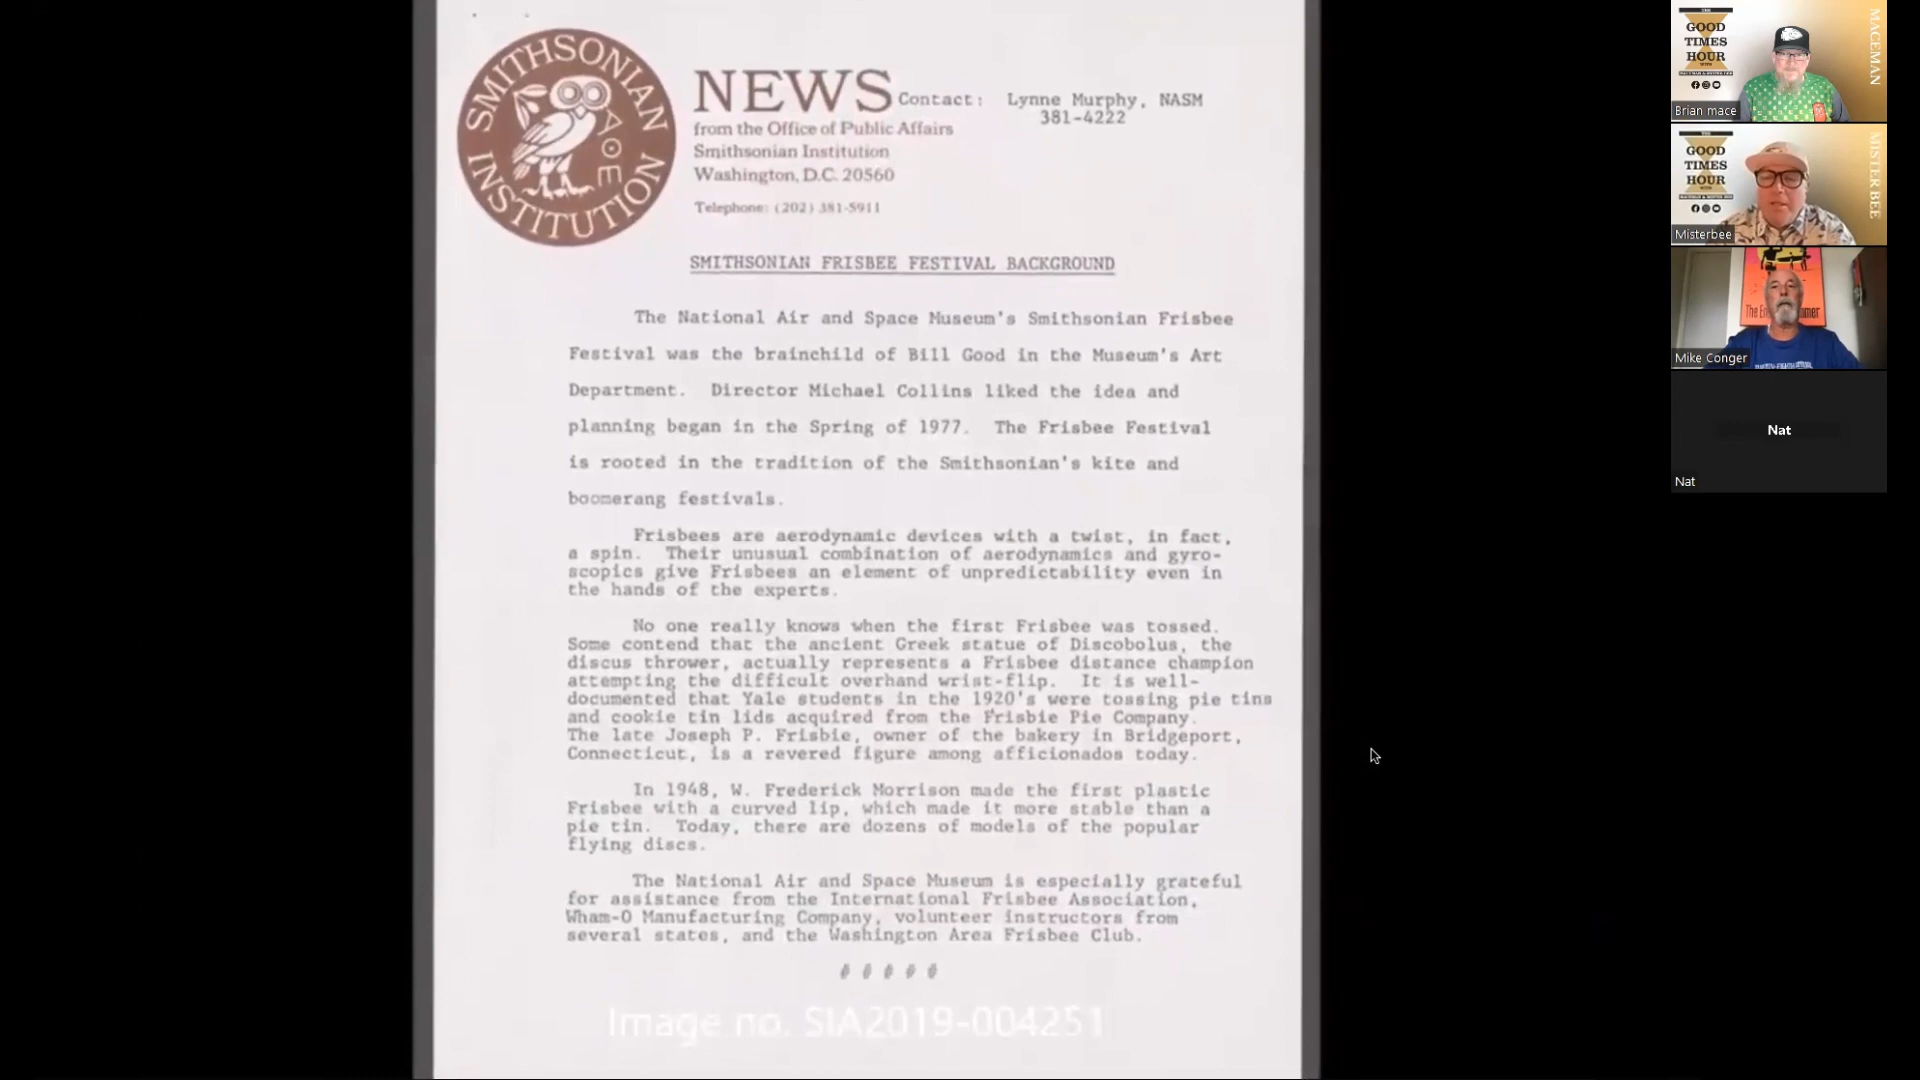 SMITHSONIAN INSTITUTION
NEWS
Contact: Lynne Murphy, NASM
381-4222
from the Office of Public Affairs
Smithsonian Institution
Washington, D.C. 20560
Telephone: (202) 381-5911
SMITHSONIAN FRISBEE FESTIVAL BACKGROUND
The National Air and Space Museum's Smithsonian Frisbee
Festival was the brainchild of Bill Good in the Museum's Art
Department. Director Michael Collins liked the idea and
planning began in the Spring of 1977. The Frisbee Festival
is rooted in the tradition of the Smithsonian's kite and
boomerang festivals.
Frisbees are aerodynamic devices with a twist, in fact,
a spin. Their unusual combination of aerodynamics and gyro-
scopics give Frisbees an element of unpredictability even in
the hands of the experts.
No one really knows when the first Frisbee was tossed.
Some contend that the ancient Greek statue of Discobolus, the
discus thrower, actually represents a Frisbee distance champion
attempting the difficult overhand wrist-flip. It is well-
documented that Yale students in the 1920's were tossing pie tins
and cookie tin lids acquired from the Frisbie Pie Company.
The late Joseph P. Frisbie, owner of the bakery in Bridgeport,
Connecticut, is a revered figure among afficionados today.
In 1948, W. Frederick Morrison made the first plastic
Frisbee with a curved lip, which made it more stable than a
pie tin. Today, there are dozens of models of the popular
flying discs.
The National Air and Space Museum is especially grateful
for assistance from the International Frisbee Association,
Wham-O Manufacturing Company, volunteer instructors from
several states, and the Washington Area Frisbee Club.
# # # # #
Image no. SIA2019-004251
THE
GOOD
TIMES
HOUR
MACEMAN
Brian mace
GOOD
TIMES
HOUR
MISTER BEE
Misterbee
Mike Conger
Nat
Nat